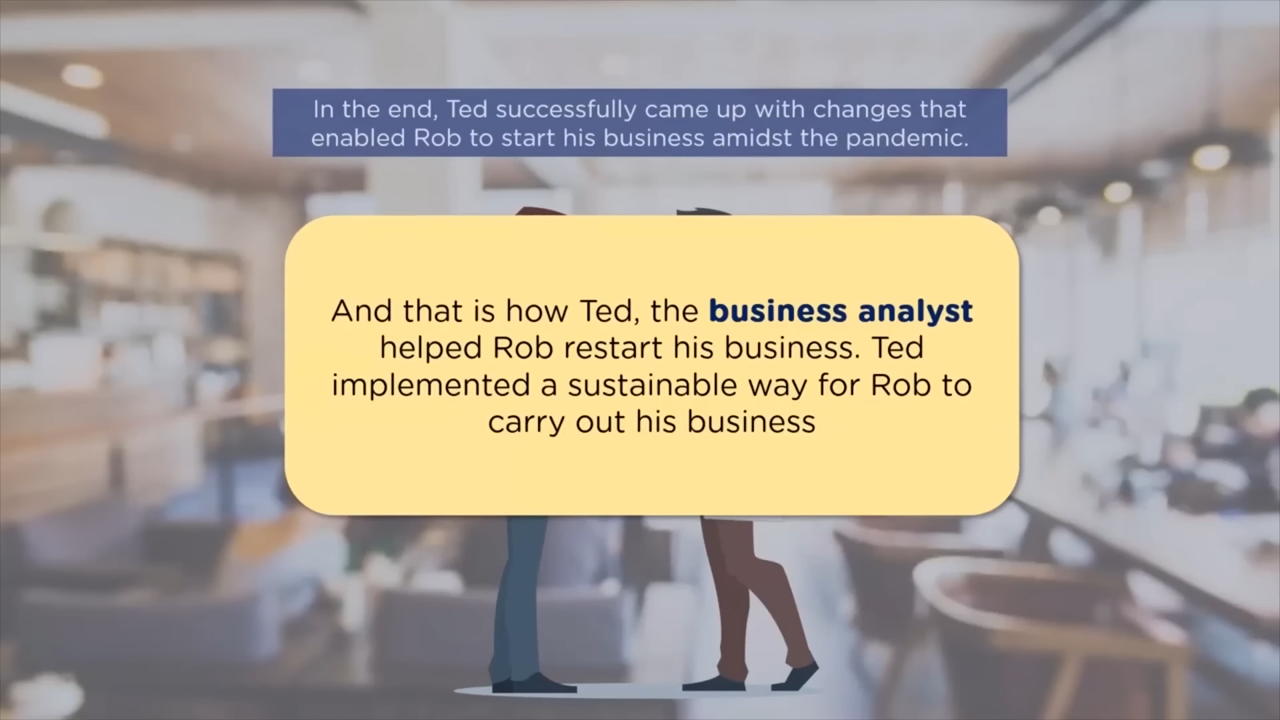 In the end, Ted successfully came up with changes that
enabled Rob to start his business amidst the pandemic.
And that is how Ted, the business analyst
helped Rob restart his business. Ted
implemented a sustainable way for Rob to
carry out his business